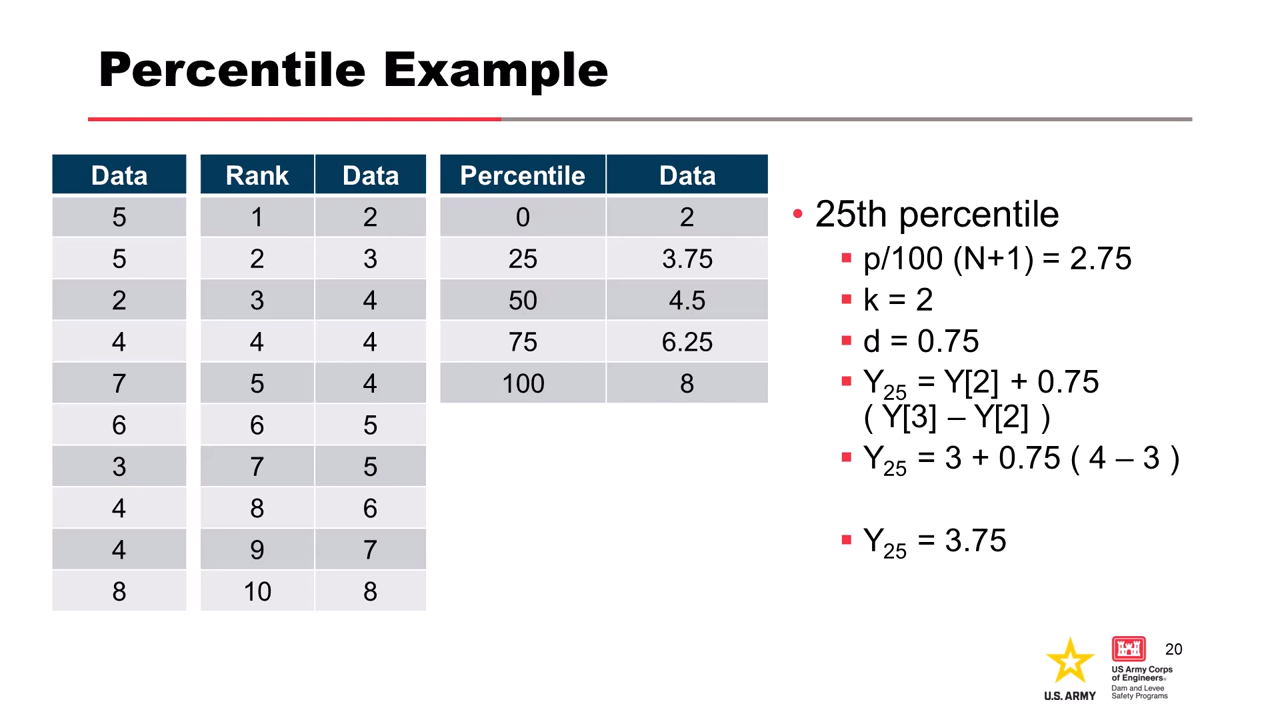 Percentile Example
Data
5
5
2
4
7
6
3
4
4
8
Rank Data
1 2
2 3
3 4
4 4
5 4
6 5
7 5
8 6
9 7
10 8
Percentile Data
0 2
25 3.75
50 4.5
75 6.25
100 8
• 25th percentile
▪ p/100 (N+1) = 2.75
▪ k = 2
▪ d = 0.75
▪ Y25 = Y[2] + 0.75
( Y[3] – Y[2] )
▪ Y25 = 3 + 0.75 ( 4 – 3 )
▪ Y25 = 3.75
U.S. ARMY
US Army Corps
of Engineers®
Dam and Levee
Safety Programs
20